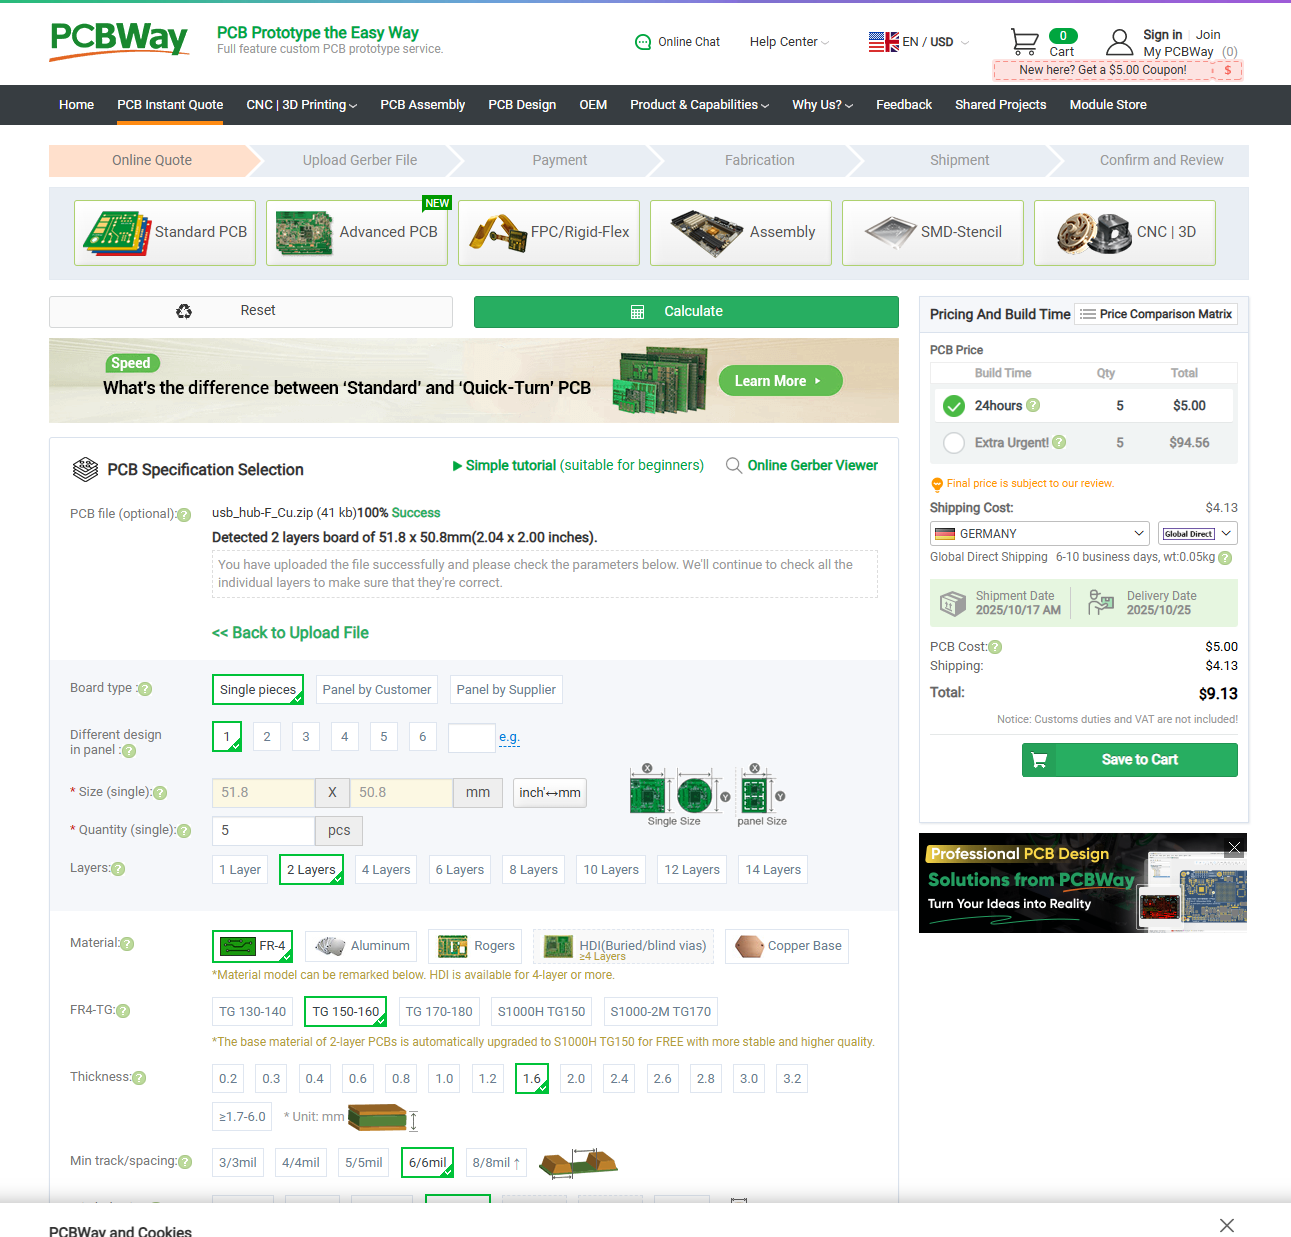 PCBWay
PCB Prototype the Easy Way
Full feature custom PCB prototype service.
Online Chat
Help Center
EN / USD
0
Cart
Sign in | Join
My PCBWay (0)
New here? Get a $5.00 Coupon! $
Home
PCB Instant Quote
CNC | 3D Printing
PCB Assembly
PCB Design
OEM
Product & Capabilities
Why Us?
Feedback
Shared Projects
Module Store
Online Quote
Upload Gerber File
Payment
Fabrication
Shipment
Confirm and Review
Standard PCB
NEW
Advanced PCB
FPC/Rigid-Flex
Assembly
SMD-Stencil
CNC | 3D
Reset
Calculate
Speed
What's the difference between ‘Standard’ and ‘Quick-Turn’ PCB
Learn More
PCB Specification Selection
Simple tutorial (suitable for beginners)
Online Gerber Viewer
PCB file (optional):
usb_hub-F_Cu.zip (41 kb)100% Success
Detected 2 layers board of 51.8 x 50.8mm(2.04 x 2.00 inches).
You have uploaded the file successfully and please check the parameters below. We'll continue to check all the
individual layers to make sure that they're correct.
<< Back to Upload File
Board type :
Single pieces
Panel by Customer
Panel by Supplier
Different design
in panel :
1
2
3
4
5
6
e.g.
* Size (single):
51.8
X
50.8
mm
inch'↔mm
X
X
Y
Y
Single Size
panel Size
* Quantity (single):
5
pcs
Layers:
1 Layer
2 Layers
4 Layers
6 Layers
8 Layers
10 Layers
12 Layers
14 Layers
Material:
FR-4
Aluminum
Rogers
HDI(Buried/blind vias)
≥4 Layers
Copper Base
*Material model can be remarked below. HDI is available for 4-layer or more.
FR4-TG:
TG 130-140
TG 150-160
TG 170-180
S1000H TG150
S1000-2M TG170
*The base material of 2-layer PCBs is automatically upgraded to S1000H TG150 for FREE with more stable and higher quality.
Thickness:
0.2
0.3
0.4
0.6
0.8
1.0
1.2
1.6
2.0
2.4
2.6
2.8
3.0
3.2
≥1.7-6.0
* Unit: mm
Min track/spacing:
3/3mil
4/4mil
5/5mil
6/6mil
8/8mil ↑
Pricing And Build Time
Price Comparison Matrix
PCB Price
Build Time
Qty
Total
24hours
5
$5.00
Extra Urgent!
5
$94.56
Final price is subject to our review.
Shipping Cost:
$4.13
GERMANY
Global Direct
Global Direct Shipping
6-10 business days, wt:0.05kg
Shipment Date
2025/10/17 AM
Delivery Date
2025/10/25
PCB Cost:
$5.00
Shipping:
$4.13
Total:
$9.13
Notice: Customs duties and VAT are not included!
Save to Cart
Professional PCB Design
Solutions from PCBWay
Turn Your Ideas into Reality
PCBWay and Cookies